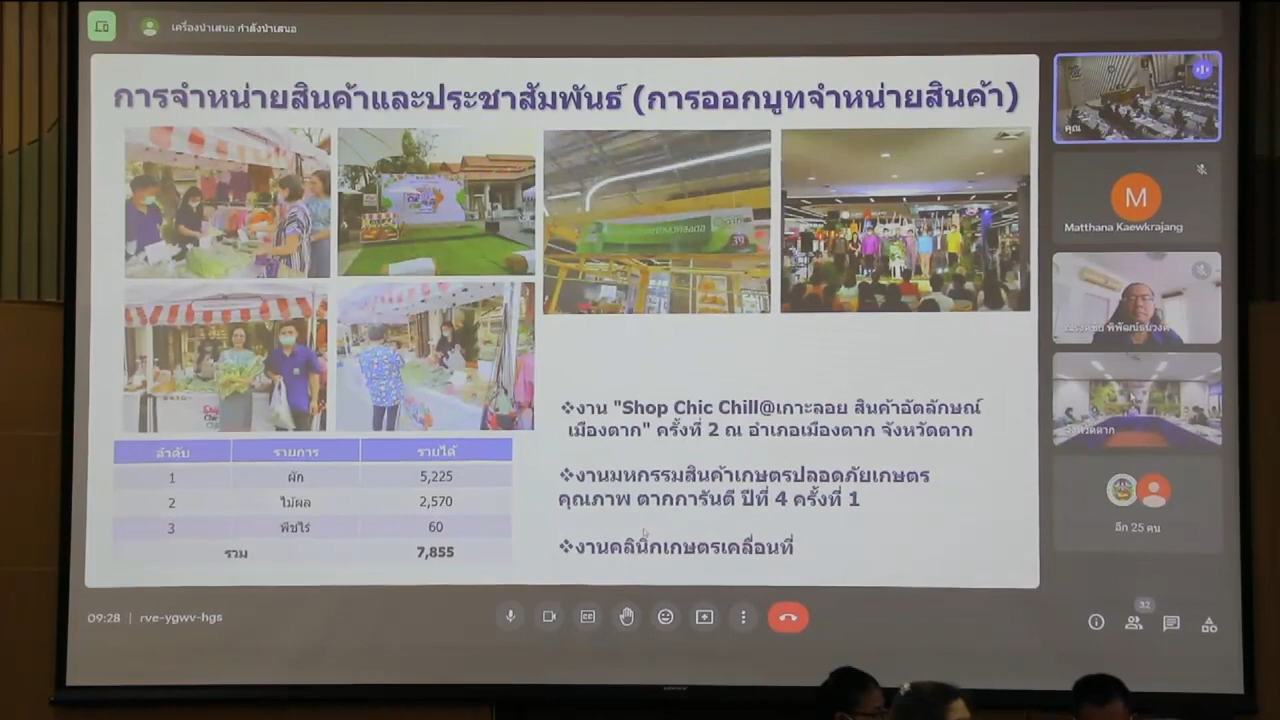 เครื่องนำเสนอ กำลังนำเสนอ
การจำหน่ายสินค้าและประชาสัมพันธ์ (การออกบูทจำหน่ายสินค้า)
ลำดับ รายการ รายได้
1 ผัก 5,225
2 ไม้ผล 2,570
3 พืชไร่ 60
รวม 7,855
❖งาน "Shop Chic Chill@เกาะลอย สินค้าอัตลักษณ์
เมืองตาก" ครั้งที่ 2 ณ อำเภอเมืองตาก จังหวัดตาก
❖งานมหกรรมสินค้าเกษตรปลอดภัยเกษตร
คุณภาพ ตากการันตี ปีที่ 4 ครั้งที่ 1
❖งานคลินิกเกษตรเคลื่อนที่
คุณ
M
Matthana Kaewkrajang
จังหวัดตาก
อีก 25 คน
09:28 | rve-ygwv-hgs
32